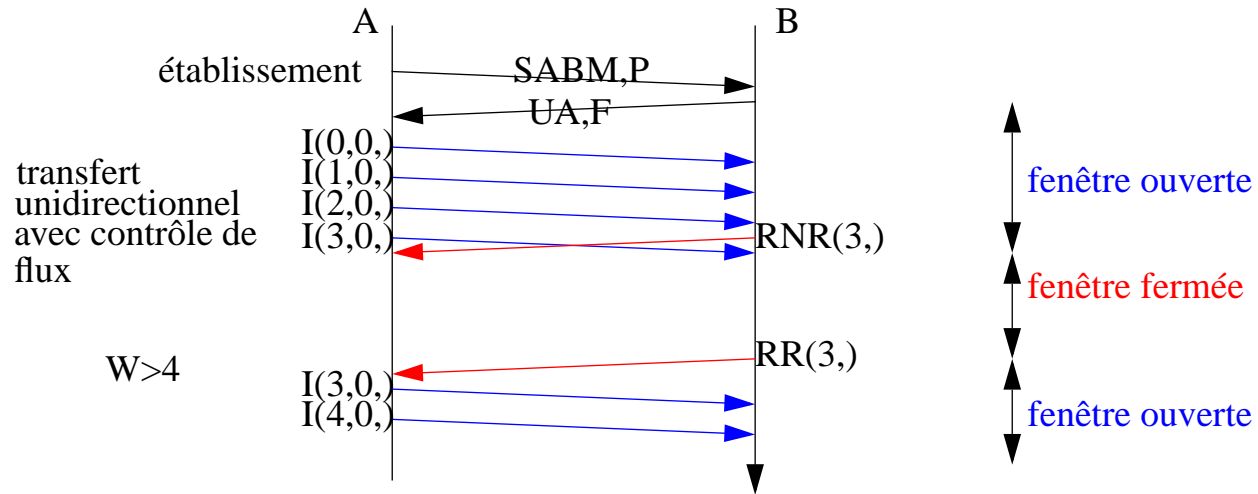 A
B
établissement
SABM,P
UA,F
I(0,0,)
I(1,0,)
I(2,0,)
I(3,0,)
transfert
unidirectionnel
avec contrôle de
flux
RNR(3,)
fenêtre ouverte
fenêtre fermée
W>4
RR(3,)
I(3,0,)
I(4,0,)
fenêtre ouverte